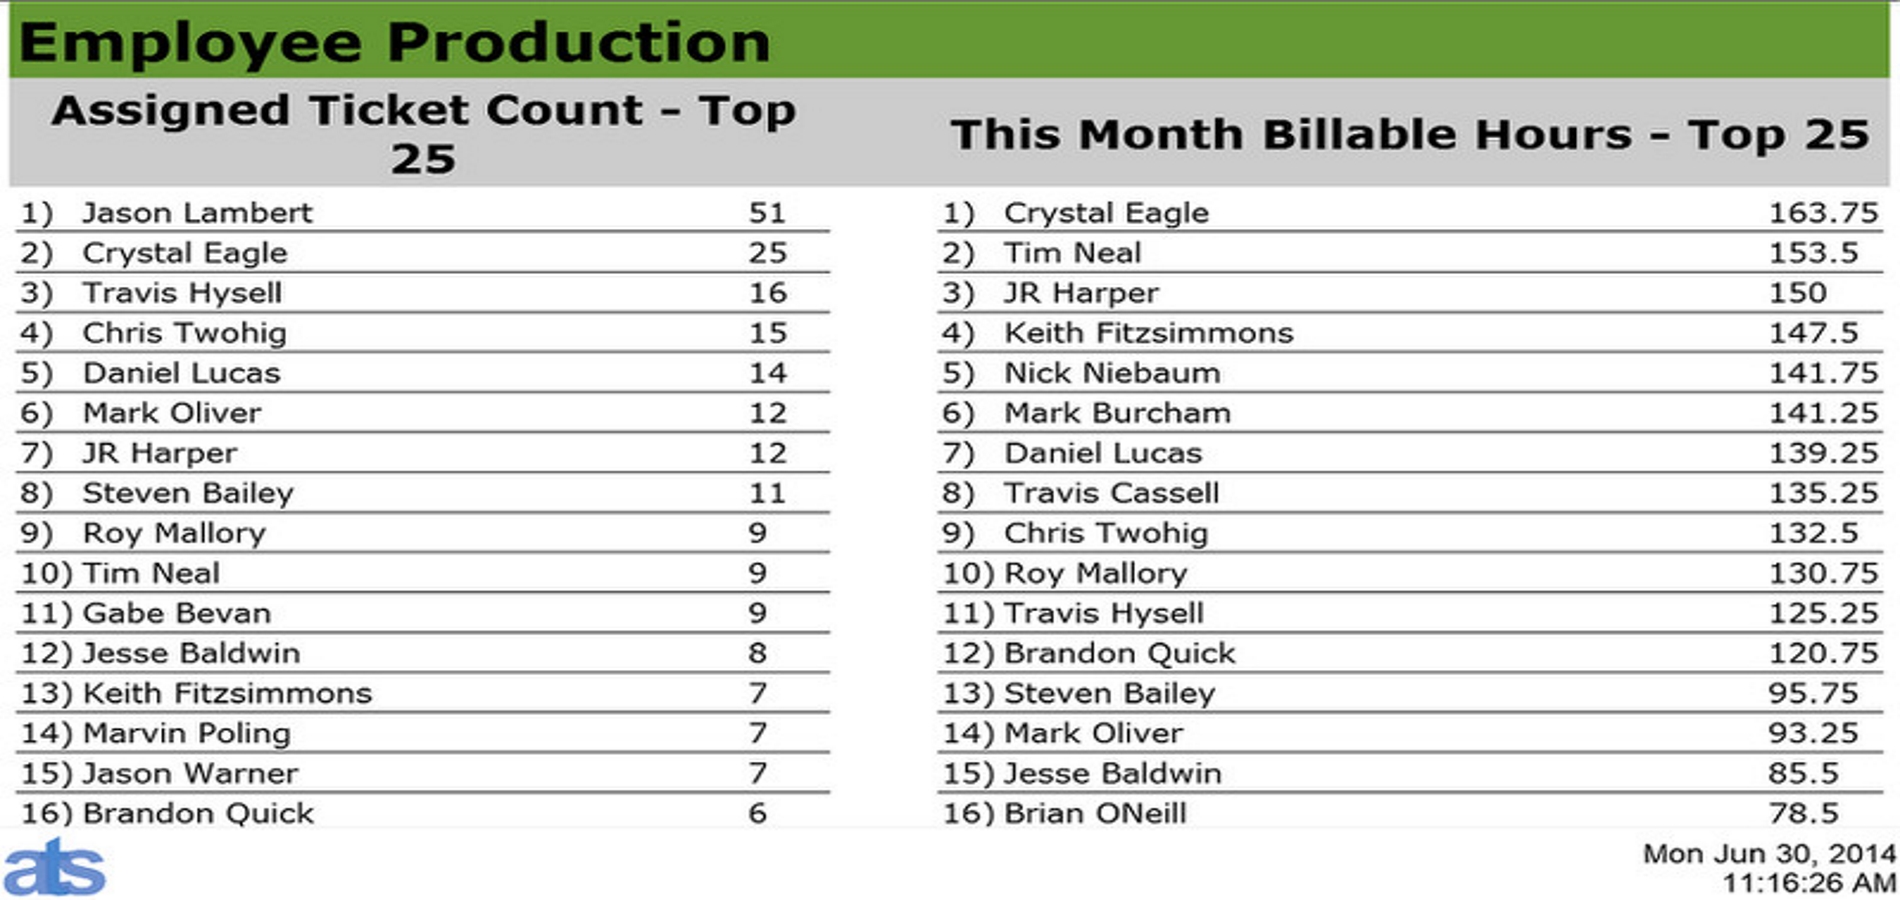 Employee Production
Assigned Ticket Count - Top
25
This Month Billable Hours - Top 25
1) Jason Lambert 51
2) Crystal Eagle 25
3) Travis Hysell 16
4) Chris Twohig 15
5) Daniel Lucas 14
6) Mark Oliver 12
7) JR Harper 12
8) Steven Bailey 11
9) Roy Mallory 9
10) Tim Neal 9
11) Gabe Bevan 9
12) Jesse Baldwin 8
13) Keith Fitzsimmons 7
14) Marvin Poling 7
15) Jason Warner 7
16) Brandon Quick 6
1) Crystal Eagle 163.75
2) Tim Neal 153.5
3) JR Harper 150
4) Keith Fitzsimmons 147.5
5) Nick Niebaum 141.75
6) Mark Burcham 141.25
7) Daniel Lucas 139.25
8) Travis Cassell 135.25
9) Chris Twohig 132.5
10) Roy Mallory 130.75
11) Travis Hysell 125.25
12) Brandon Quick 120.75
13) Steven Bailey 95.75
14) Mark Oliver 93.25
15) Jesse Baldwin 85.5
16) Brian ONeill 78.5
ats
Mon Jun 30, 2014
11:16:26 AM